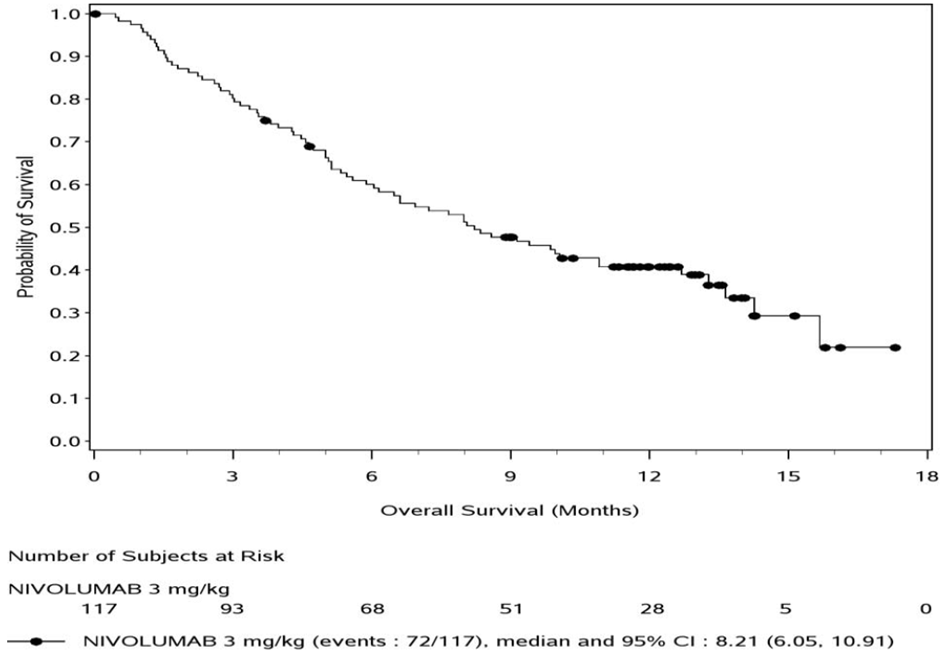 1.0
0.9
0.8
0.7
0.6
0.5
0.4
0.3
0.2
0.1
0.0
Probability of Survival
0 3 6 9 12 15 18
Overall Survival (Months)
Number of Subjects at Risk
NIVOLUMAB 3 mg/kg
117 93 68 51 28 5 0
NIVOLUMAB 3 mg/kg (events : 72/117), median and 95% CI : 8.21 (6.05, 10.91)